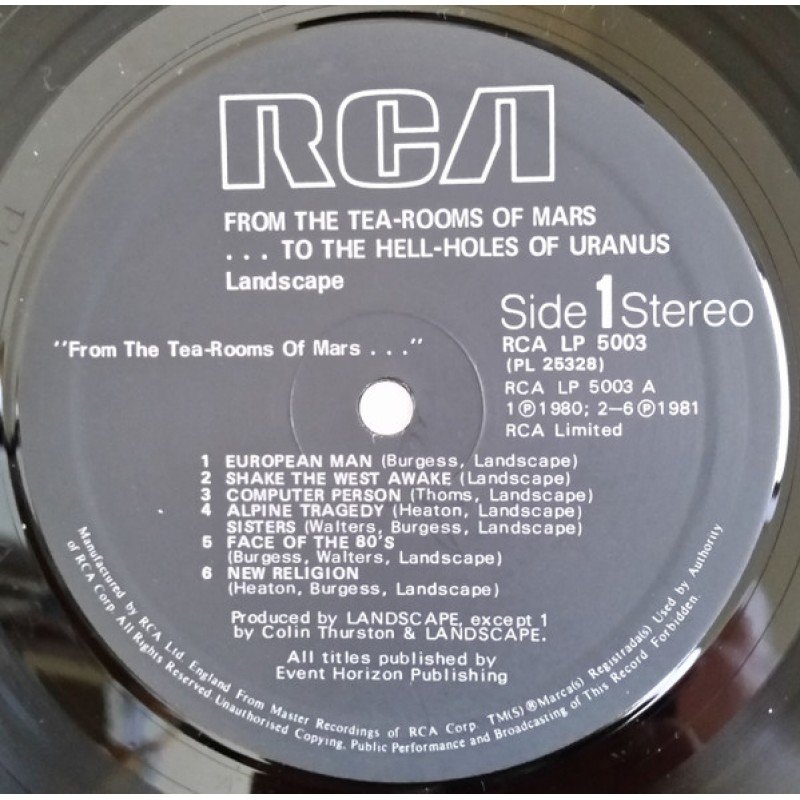 RCA
FROM THE TEA-ROOMS OF MARS
. . . TO THE HELL-HOLES OF URANUS
Landscape
Side 1 Stereo
"From The Tea-Rooms Of Mars . . ."
RCA LP 5003
(PL 25328)
RCA LP 5003 A
1 ℗ 1980; 2–6 ℗ 1981
RCA Limited
1 EUROPEAN MAN (Burgess, Landscape)
2 SHAKE THE WEST AWAKE (Landscape)
3 COMPUTER PERSON (Thoms, Landscape)
4 ALPINE TRAGEDY (Heaton, Landscape)
SISTERS (Walters, Burgess, Landscape)
5 FACE OF THE 80'S
(Burgess, Walters, Landscape)
6 NEW RELIGION
(Heaton, Burgess, Landscape)
Produced by LANDSCAPE, except 1
by Colin Thurston & LANDSCAPE.
All titles published by
Event Horizon Publishing
Manufactured by RCA Ltd. England From Master Recordings of RCA Corp. TM(S) ® Marca(s) Registrada(s) Used by Authority
of RCA Corp. All Rights Reserved Unauthorised Copying, Public Performance and Broadcasting of This Record Forbidden.